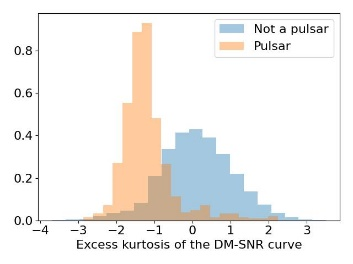 Not a pulsar
Pulsar
0.8
0.6
0.4
0.2
0.0
−4 −3 −2 −1 0 1 2 3
Excess kurtosis of the DM-SNR curve